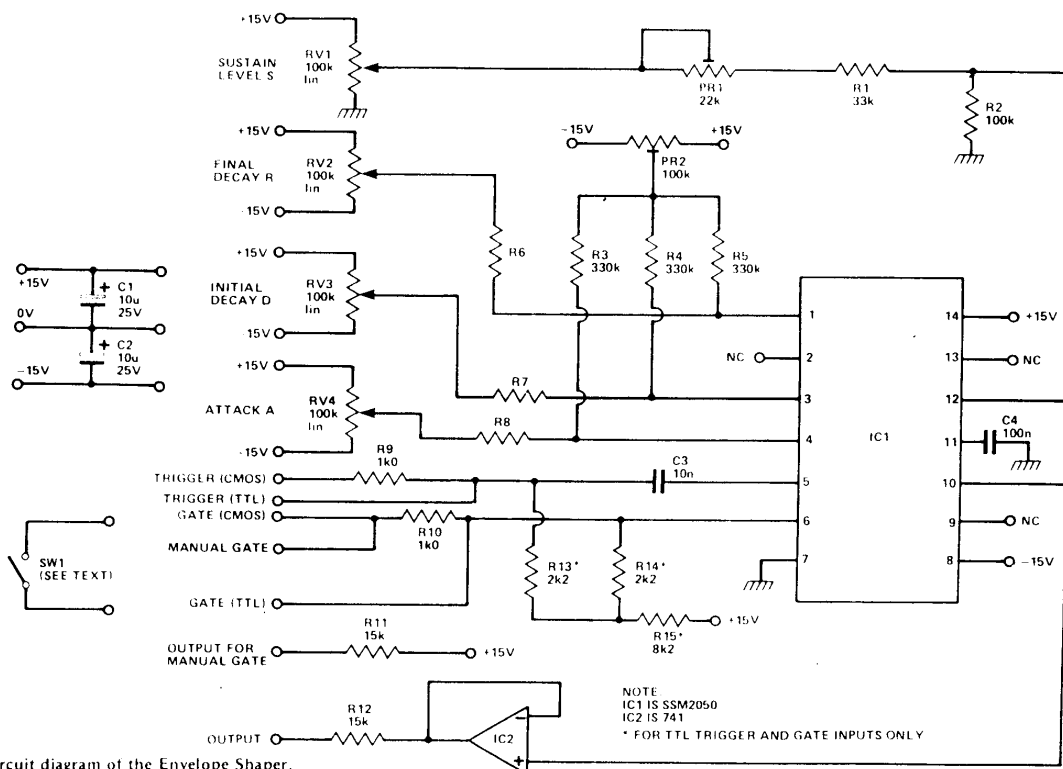 +15V
SUSTAIN
LEVEL S
RV1
100k
lin
PR1
22k
R1
33k
R2
100k
+15V
FINAL
DECAY R
RV2
100k
lin
-15V
-15V
+15V
PR2
100k
R6
R3
330k
R4
330k
R5
330k
+15V
INITIAL
DECAY D
RV3
100k
lin
-15V
+15V
C1
10u
25V
0V
C2
10u
25V
-15V
+
+
+15V
ATTACK A
RV4
100k
lin
-15V
R7
R8
NC
1
2
3
4
5
6
7
IC1
14
13
12
11
10
9
8
+15V
NC
C4
100n
NC
-15V
R9
1k0
C3
10n
TRIGGER (CMOS)
TRIGGER (TTL)
GATE (CMOS)
R10
1k0
MANUAL GATE
GATE (TTL)
SW1
(SEE TEXT)
R13*
2k2
R14*
2k2
R15*
8k2
+15V
R11
15k
OUTPUT FOR
MANUAL GATE
+15V
R12
15k
OUTPUT
IC2
-
+
NOTE
IC1 IS SSM2050
IC2 IS 741
* FOR TTL TRIGGER AND GATE INPUTS ONLY
rcuit diagram of the Envelope Shaper.